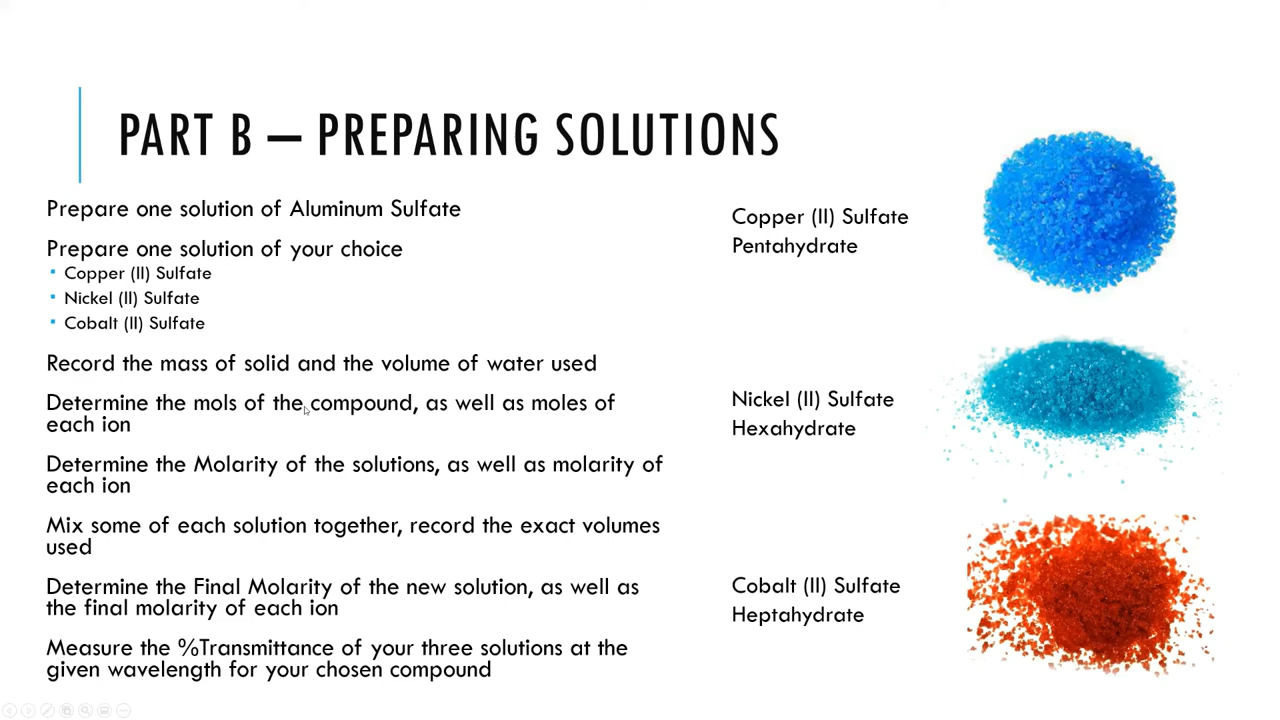 PART B – PREPARING SOLUTIONS
Prepare one solution of Aluminum Sulfate
Prepare one solution of your choice
▪ Copper (II) Sulfate
▪ Nickel (II) Sulfate
▪ Cobalt (II) Sulfate
Record the mass of solid and the volume of water used
Determine the mols of the compound, as well as moles of
each ion
Determine the Molarity of the solutions, as well as molarity of
each ion
Mix some of each solution together, record the exact volumes
used
Determine the Final Molarity of the new solution, as well as
the final molarity of each ion
Measure the %Transmittance of your three solutions at the
given wavelength for your chosen compound
Copper (II) Sulfate
Pentahydrate
Nickel (II) Sulfate
Hexahydrate
Cobalt (II) Sulfate
Heptahydrate